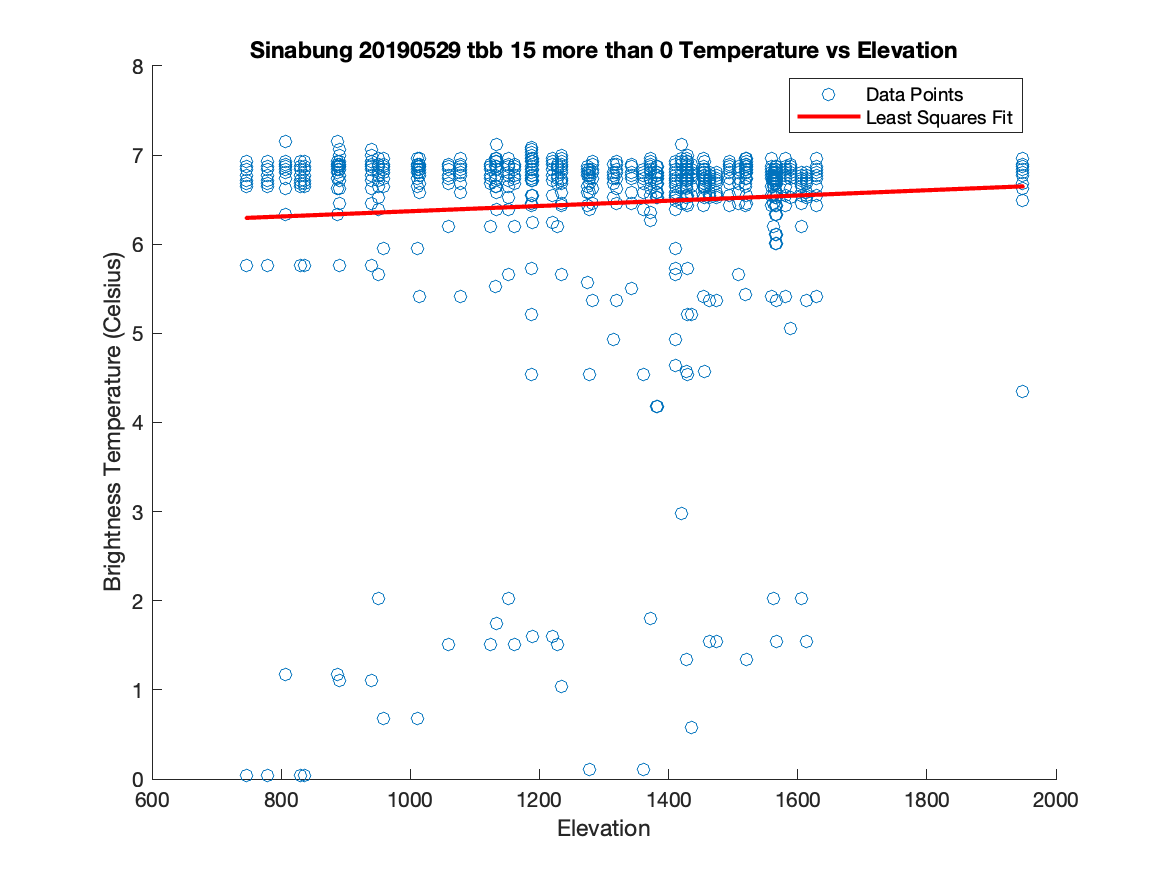 Sinabung 20190529 tbb 15 more than 0 Temperature vs Elevation
Data Points
Least Squares Fit
Brightness Temperature (Celsius)
8
7
6
5
4
3
2
1
0
600 800 1000 1200 1400 1600 1800 2000
Elevation